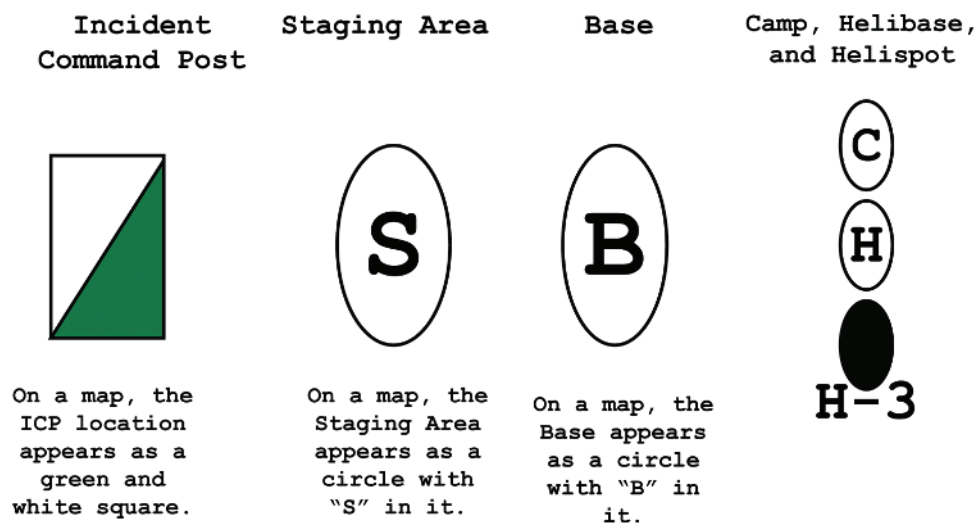 Incident
Command Post
Staging Area
Base
Camp, Helibase,
and Helispot
S
B
C
H
H-3
On a map, the
ICP location
appears as a
green and
white square.
On a map, the
Staging Area
appears as a
circle with
“S” in it.
On a map, the
Base appears
as a circle
with “B” in
it.